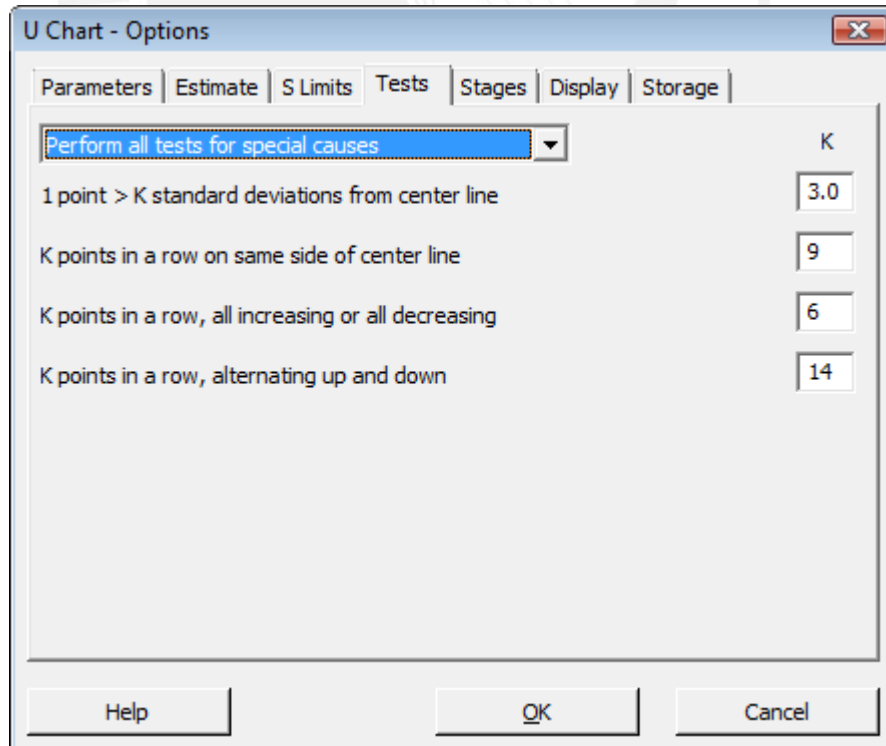 U Chart - Options
Parameters Estimate S Limits Tests Stages Display Storage
Perform all tests for special causes K
1 point > K standard deviations from center line 3.0
K points in a row on same side of center line 9
K points in a row, all increasing or all decreasing 6
K points in a row, alternating up and down 14
Help OK Cancel